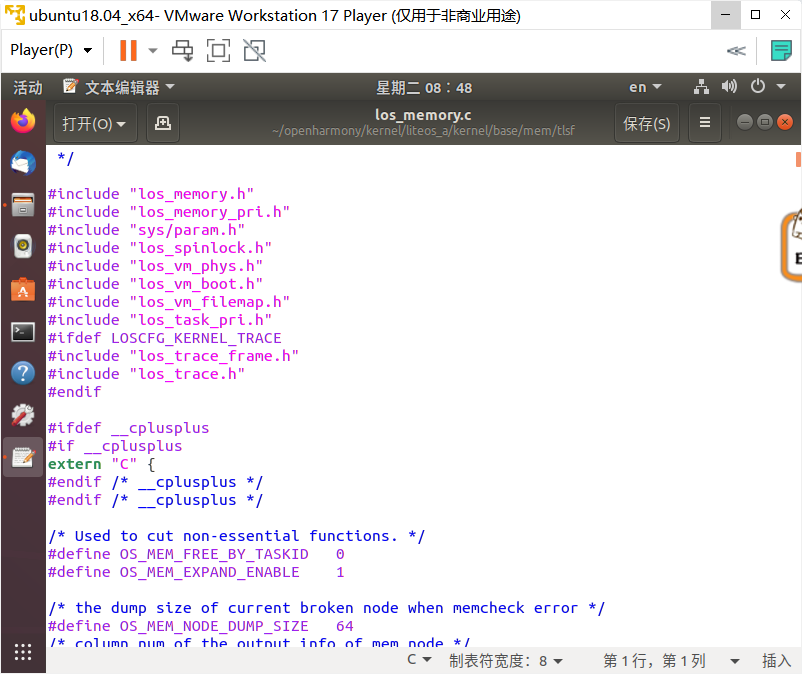 ubuntu18.04_x64- VMware Workstation 17 Player (仅用于非商业用途)
Player(P)
活动 文本编辑器 星期二 08：48 en
打开(O) los_memory.c 保存(S)
~/openharmony/kernel/liteos_a/kernel/base/mem/tlsf
*/
#include "los_memory.h"
#include "los_memory_pri.h"
#include "sys/param.h"
#include "los_spinlock.h"
#include "los_vm_phys.h"
#include "los_vm_boot.h"
#include "los_vm_filemap.h"
#include "los_task_pri.h"
#ifdef LOSCFG_KERNEL_TRACE
#include "los_trace_frame.h"
#include "los_trace.h"
#endif
#ifdef __cplusplus
#if __cplusplus
extern "C" {
#endif /* __cplusplus */
#endif /* __cplusplus */
/* Used to cut non-essential functions. */
#define OS_MEM_FREE_BY_TASKID   0
#define OS_MEM_EXPAND_ENABLE    1
/* the dump size of current broken node when memcheck error */
#define OS_MEM_NODE_DUMP_SIZE   64
/* column num of the output info of mem node */
C 制表符宽度：8 第 1 行，第 1 列 插入